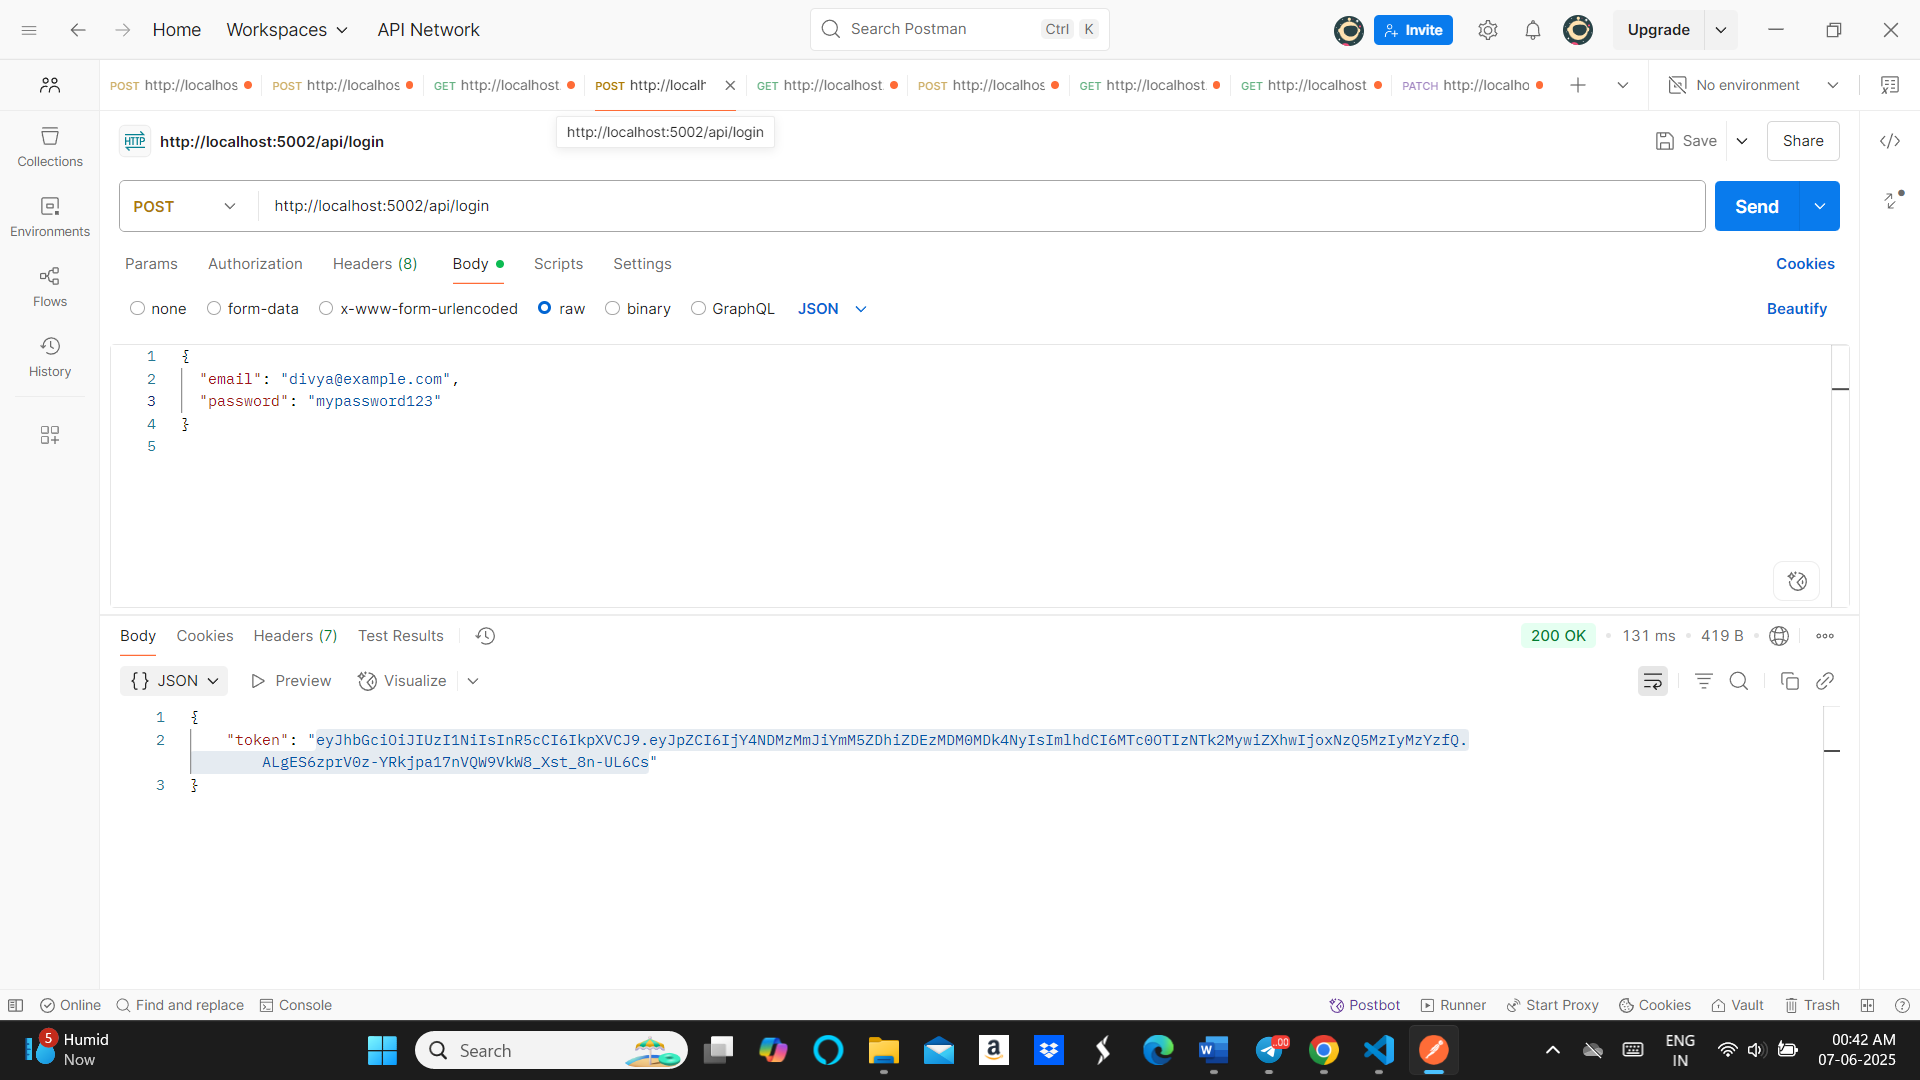 Home Workspaces API Network Search Postman Ctrl K Invite Upgrade
POST http://localhos POST http://localhos GET http://localhost. POST http://localh GET http://localhost POST http://localhos GET http://localhost. GET http://localhost PATCH http://localho No environment
http://localhost:5002/api/login
HTTP http://localhost:5002/api/login Save Share
Collections
POST http://localhost:5002/api/login Send
Environments
Params Authorization Headers (8) Body Scripts Settings Cookies
Flows
none form-data x-www-form-urlencoded raw binary GraphQL JSON Beautify
History
1 {
2 "email": "divya@example.com",
3 "password": "mypassword123"
4 }
5
Body Cookies Headers (7) Test Results 200 OK 131 ms 419 B
{} JSON Preview Visualize
1 {
2 "token": "eyJhbGciOiJIUzI1NiIsInR5cCI6IkpXVCJ9.eyJpZCI6IjY4NDMzMmJiYmM5ZDhiZDEzMDM0MDk4NyIsImlhdCI6MTc0OTIzNTk2MywiZXhwIjoxNzQ5MzIyMzYzfQ.
ALgES6zprV0z-YRkjpa17nVQW9VkW8_Xst_8n-UL6Cs"
3 }
Online Find and replace Console Postbot Runner Start Proxy Cookies Vault Trash
5 Humid
Now
Search
.00
ENG
IN
00:42 AM
07-06-2025